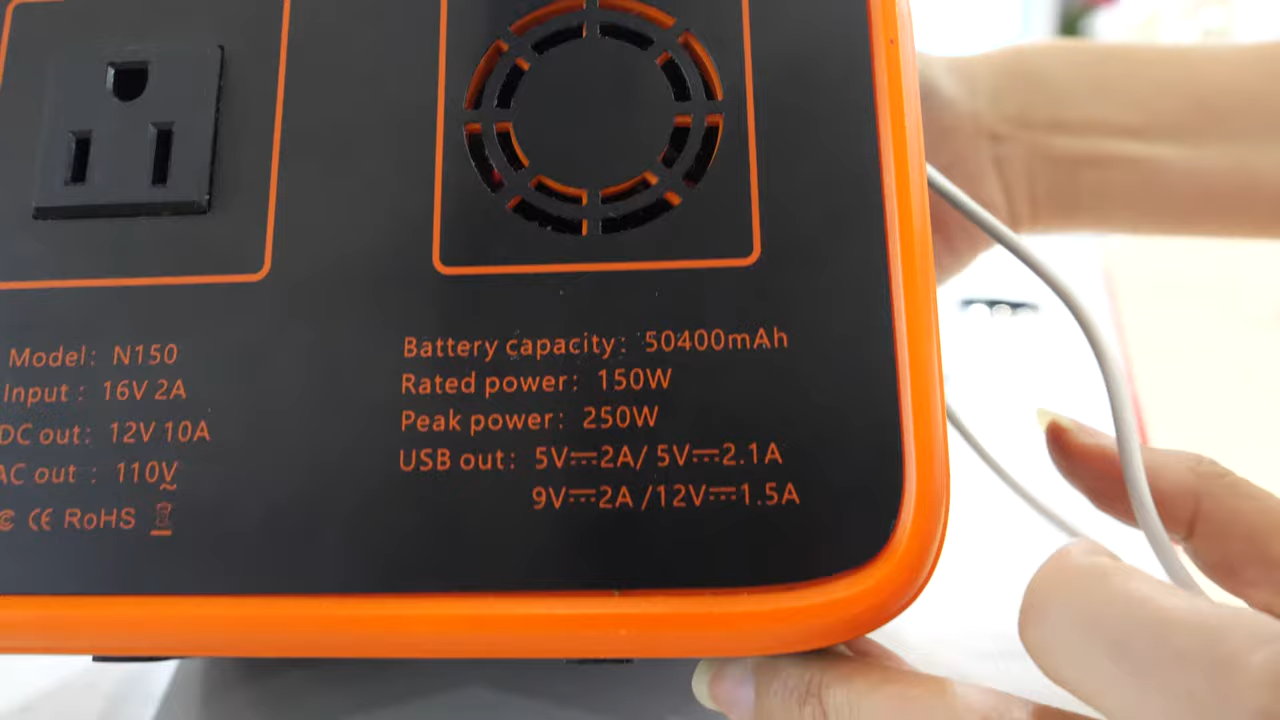 Model: N150
Input : 16V 2A
DC out: 12V 10A
AC out : 110V~
CE RoHS
Battery capacity: 50400mAh
Rated power: 150W
Peak power: 250W
USB out: 5V⎓2A/ 5V⎓2.1A
9V⎓2A /12V⎓1.5A